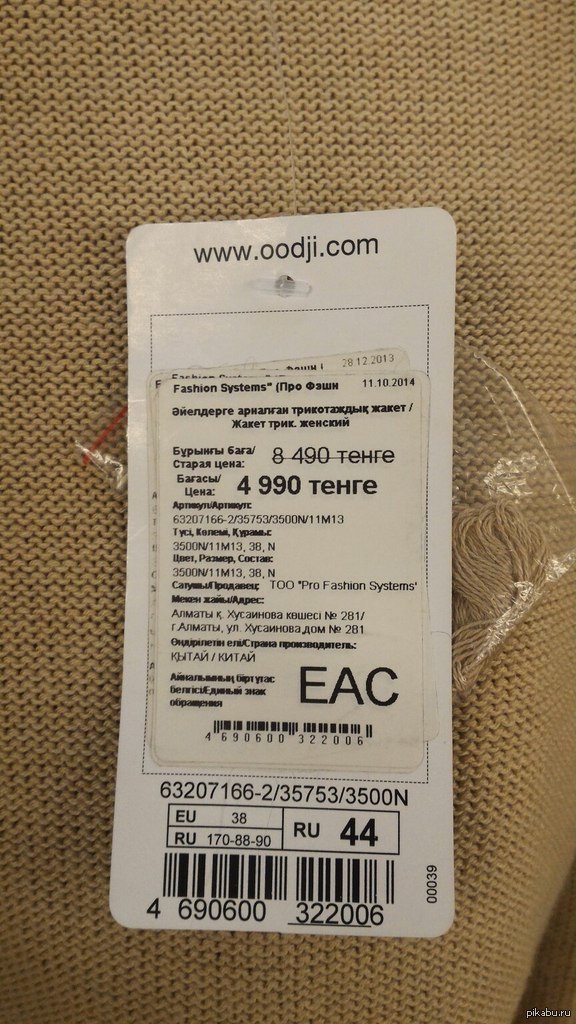 www.oodji.com
28.12.2013
Fashion Systems" (Про Фэшн
11.10.2014
Әйелдерге арналған трикотаждық жакет /
Жакет трик. женский
Бұрынғы баға/
Старая цена:
8 490 тенге
Бағасы/
Цена:
4 990 тенге
Артикул/Артикул:
63207166-2/35753/3500N/11M13
Түсі, Көлемі, Құрамы:
3500N/11M13, 38, N
Цвет, Размер, Состав:
3500N/11M13, 38, N
Сатушы/Продавец: ТОО "Pro Fashion Systems"
Мекен жайы/Адрес:
Алматы қ. Хусаинова көшесі № 281/
г.Алматы, ул. Хусаинова,дом № 281
Өндірілетін елі/Страна производитель:
ҚЫТАЙ / КИТАЙ
Айналымның біртұтас
белгісі/Единый знак
обращения
EAC
4 690600 322006
63207166-2/35753/3500N
EU 38
RU 170-88-90
RU 44
4 690600 322006
00039
pikabu.ru